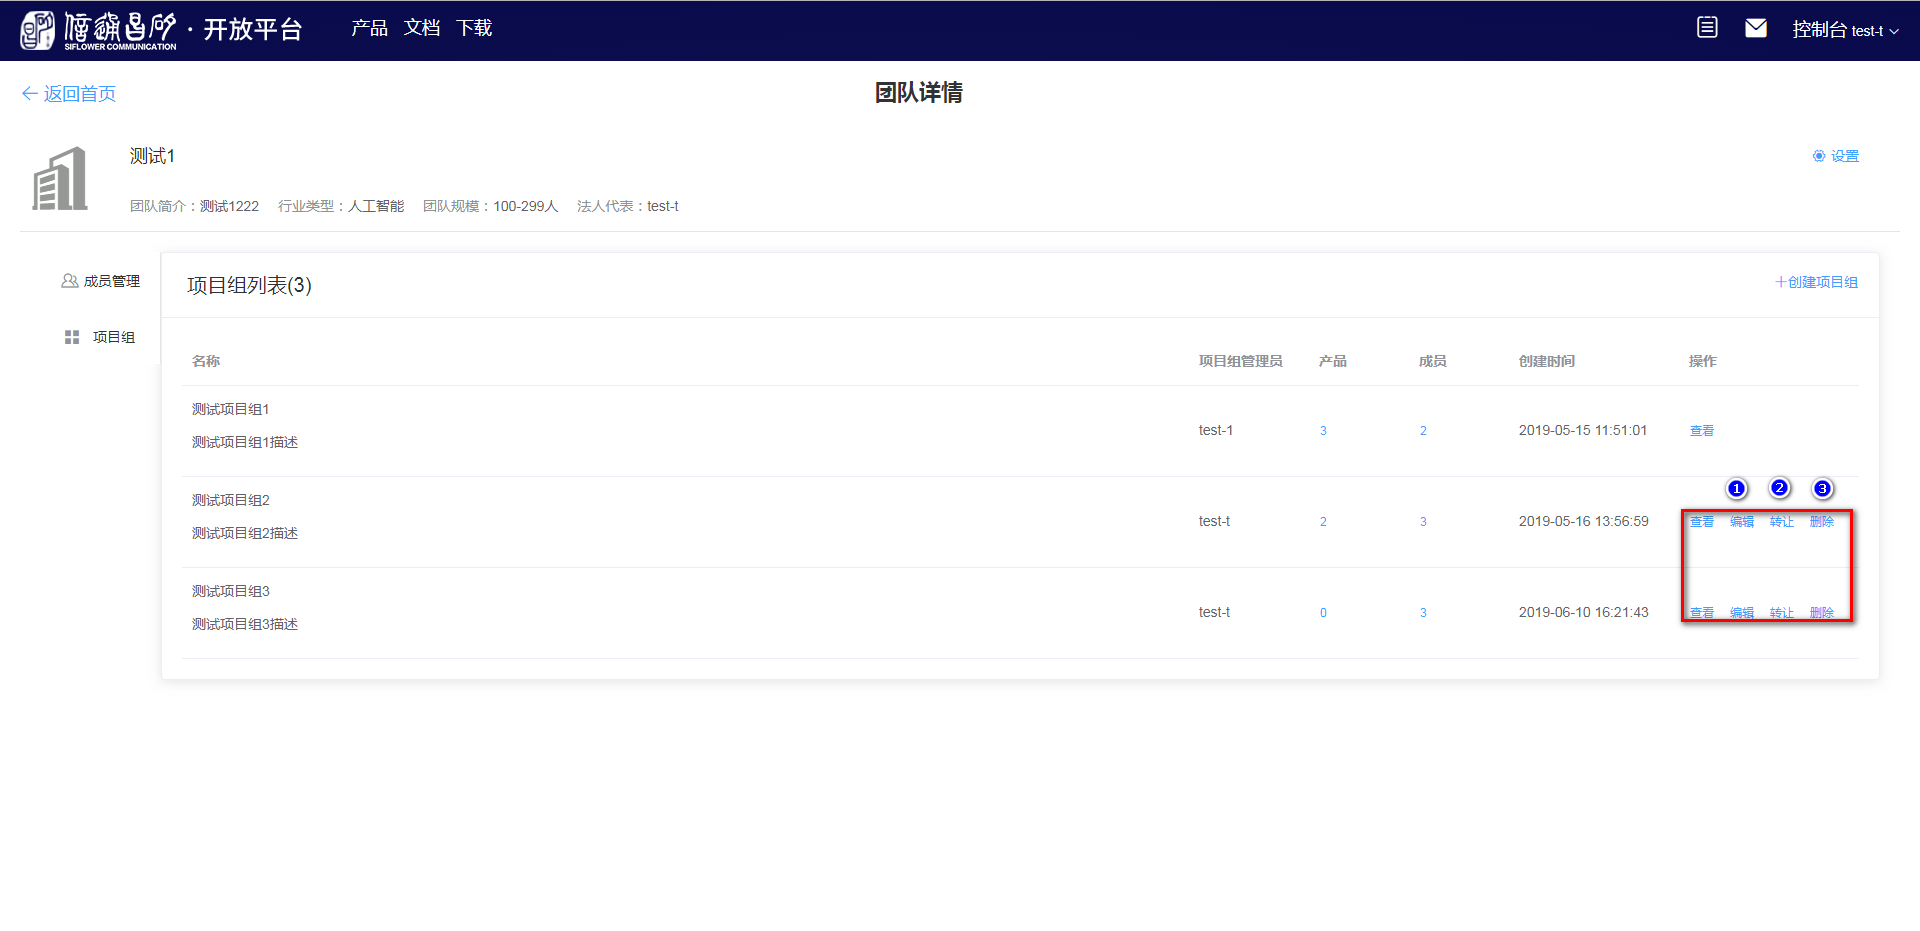 信通昌硕 · 开放平台 产品 文档 下载 控制台 test-t
SIFLOWER COMMUNICATION
返回首页 团队详情
测试1 设置
团队简介：测试1222 行业类型：人工智能 团队规模：100-299人 法人代表：test-t
成员管理
项目组
项目组列表(3) 创建项目组
名称 项目组管理员 产品 成员 创建时间 操作
测试项目组1
测试项目组1描述
test-1 3 2 2019-05-15 11:51:01 查看
1 2 3
测试项目组2
测试项目组2描述
test-t 2 3 2019-05-16 13:56:59 查看 编辑 转让 删除
测试项目组3
测试项目组3描述
test-t 0 3 2019-06-10 16:21:43 查看 编辑 转让 删除